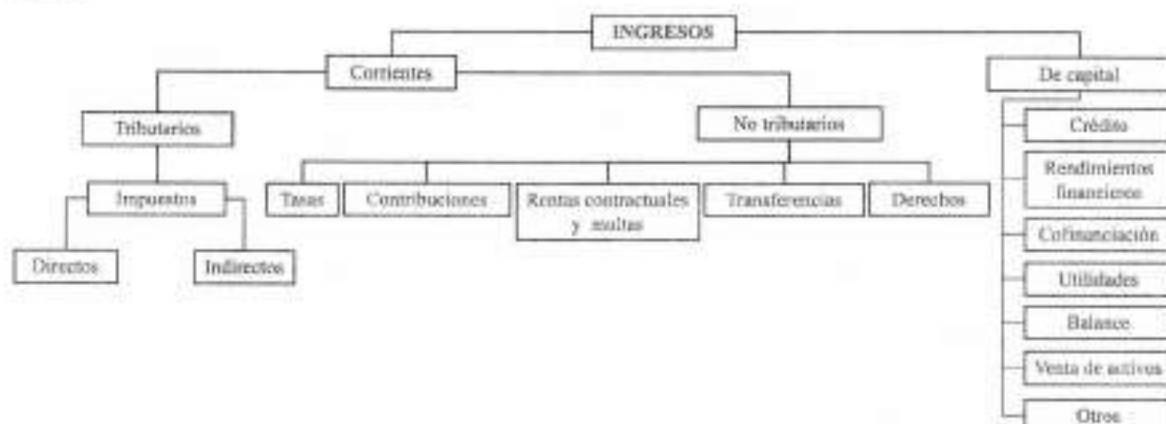 INGRESOS
Corrientes
De capital
Tributarios
No tributarios
Crédito
Impuestos
Tasas
Contribuciones
Rentas contractuales
y multas
Transferencias
Derechos
Rendimientos
financieros
Directos
Indirectos
Cofinanciación
Utilidades
Balance
Venta de activos
Otros